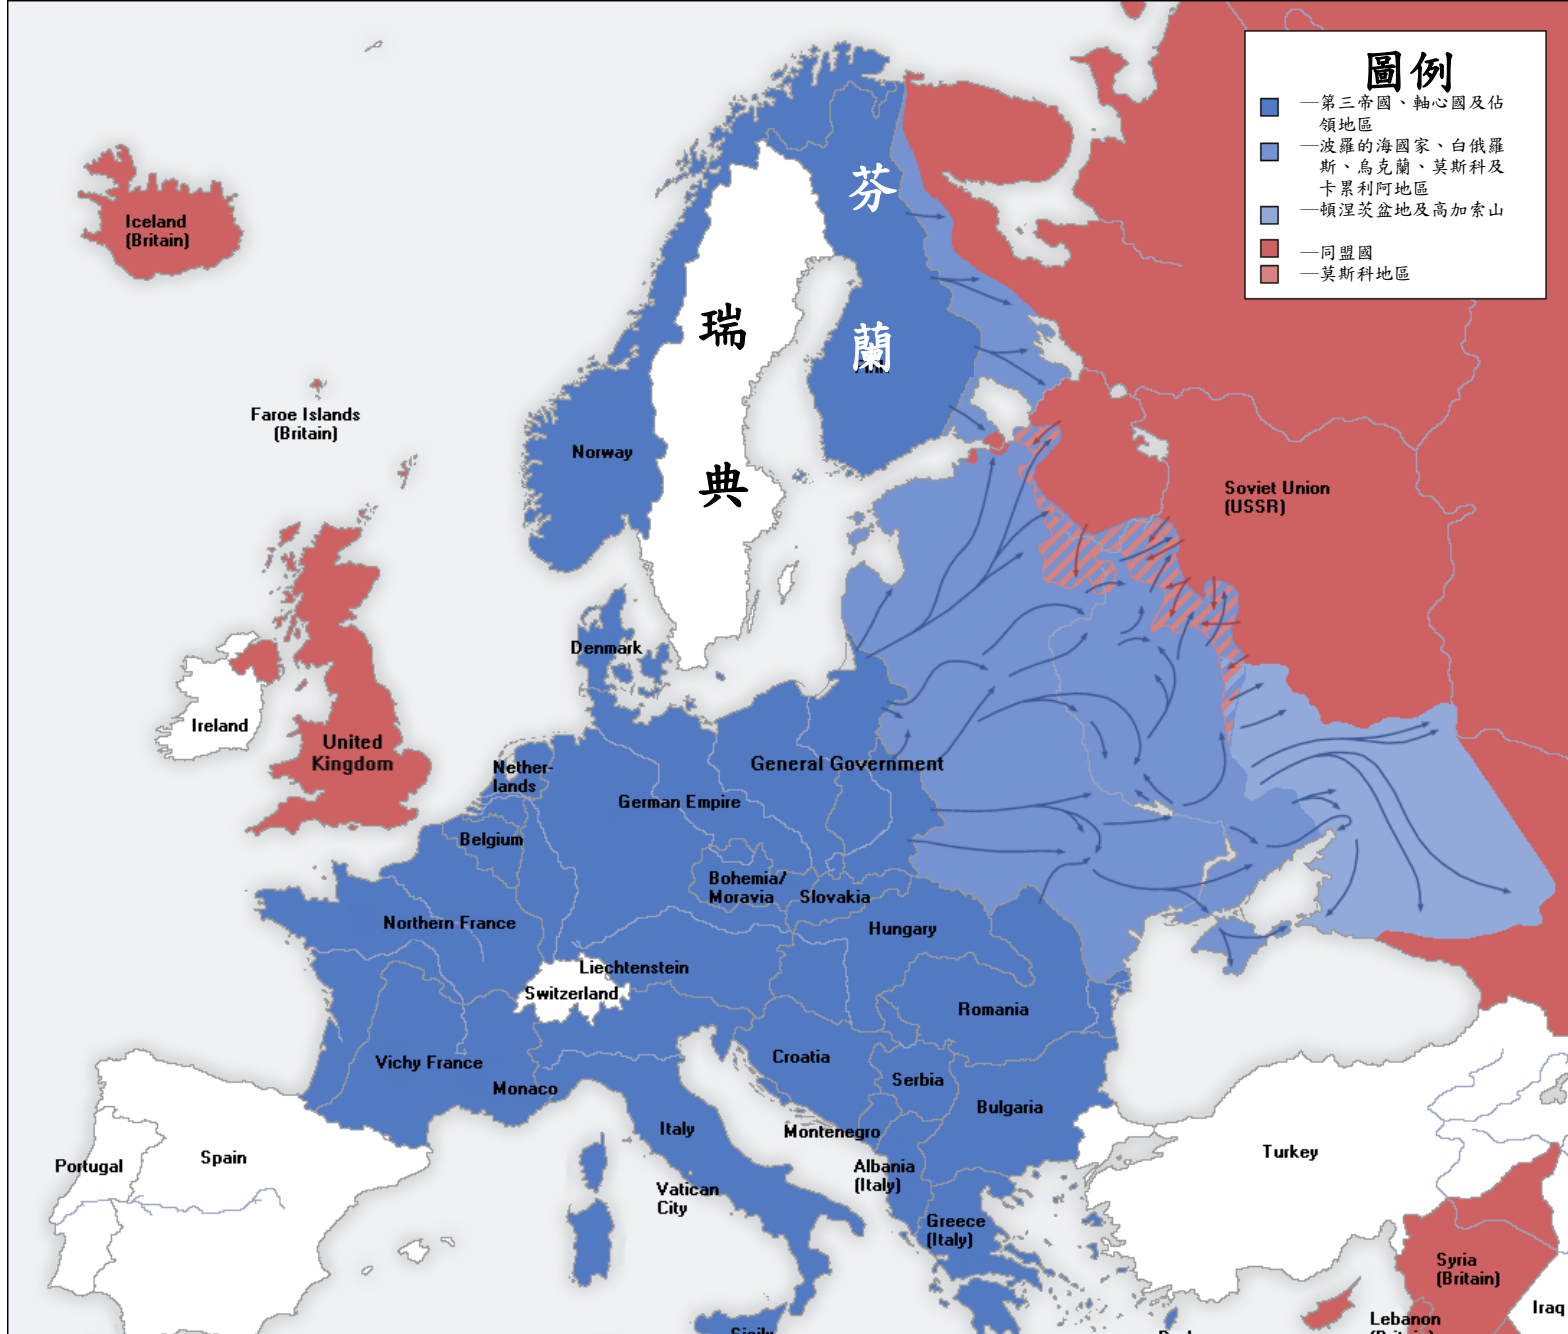 圖例
—第三帝國、軸心國及佔
領地區
—波羅的海國家、白俄羅
斯、烏克蘭、莫斯科及
卡累利阿地區
—頓涅茨盆地及高加索山
—同盟國
—莫斯科地區
Iceland
(Britain)
芬
蘭
瑞
典
Faroe Islands
(Britain)
Norway
Soviet Union
(USSR)
Denmark
Ireland
United
Kingdom
Nether-
lands
General Government
German Empire
Belgium
Bohemia/
Moravia
Slovakia
Northern France
Hungary
Liechtenstein
Switzerland
Romania
Vichy France
Croatia
Monaco
Serbia
Bulgaria
Italy
Montenegro
Portugal
Spain
Turkey
Albania
(Italy)
Vatican
City
Greece
(Italy)
Syria
(Britain)
Iraq
Lebanon
(Britain)
Sicily